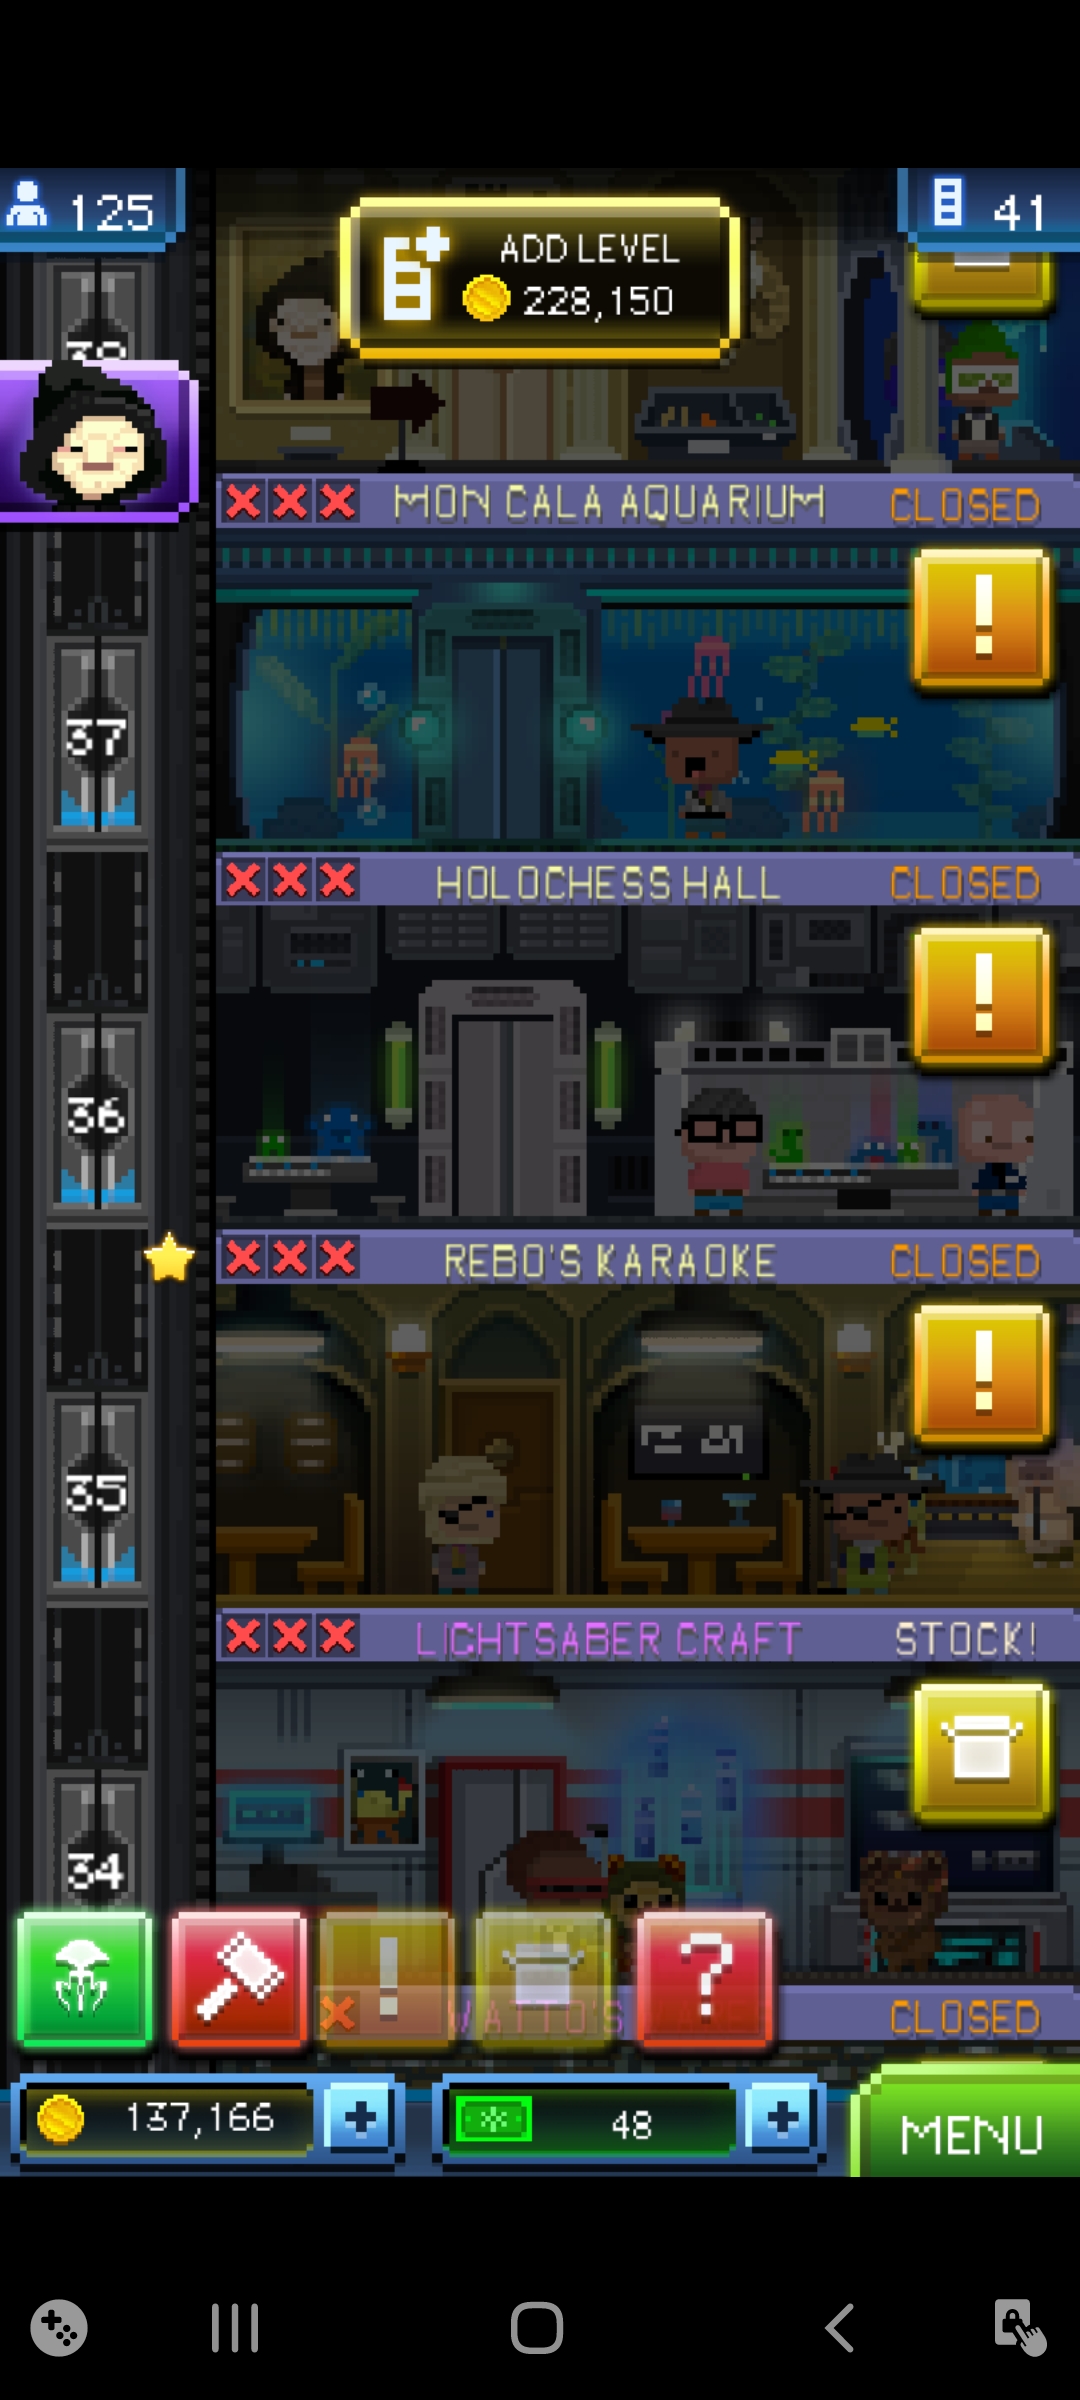 125
ADD LEVEL
228,150
41
MON CALA AQUARIUM
CLOSED
!
37
HOLOCHESS HALL
CLOSED
!
36
REBO'S KARAOKE
CLOSED
!
35
LIGHTSABER CRAFT
STOCK!
34
!
?
WATTO'S
CLOSED
137,166
+
48
+
MENU